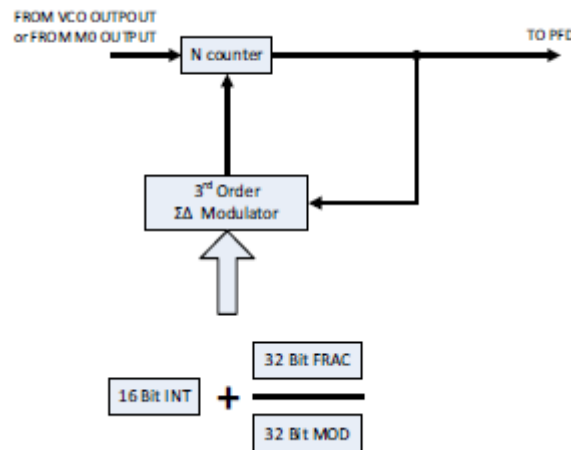 FROM VCO OUTPOUT
or FROM M0 OUTPUT
TO PFD
N counter
3rd Order
ΣΔ Modulator
32 Bit FRAC
16 Bit INT
+
32 Bit MOD